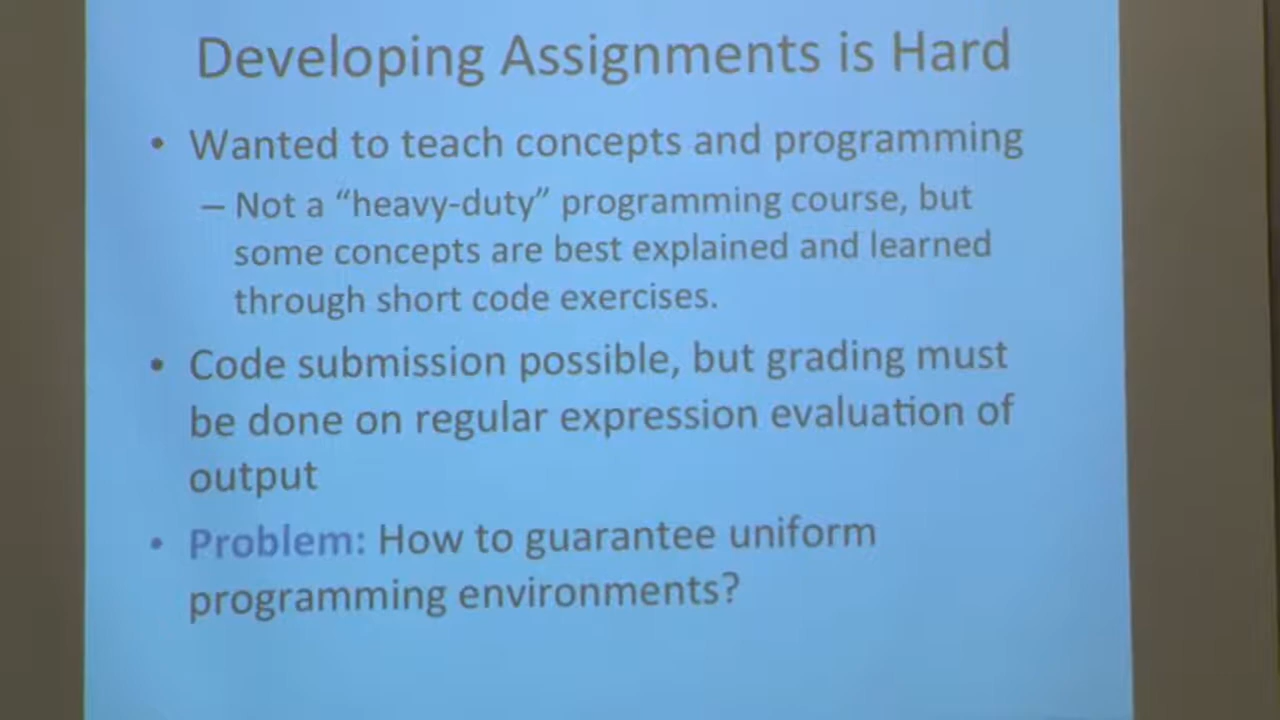 Developing Assignments is Hard
• Wanted to teach concepts and programming
– Not a “heavy-duty” programming course, but
some concepts are best explained and learned
through short code exercises.
• Code submission possible, but grading must
be done on regular expression evaluation of
output
• Problem: How to guarantee uniform
programming environments?